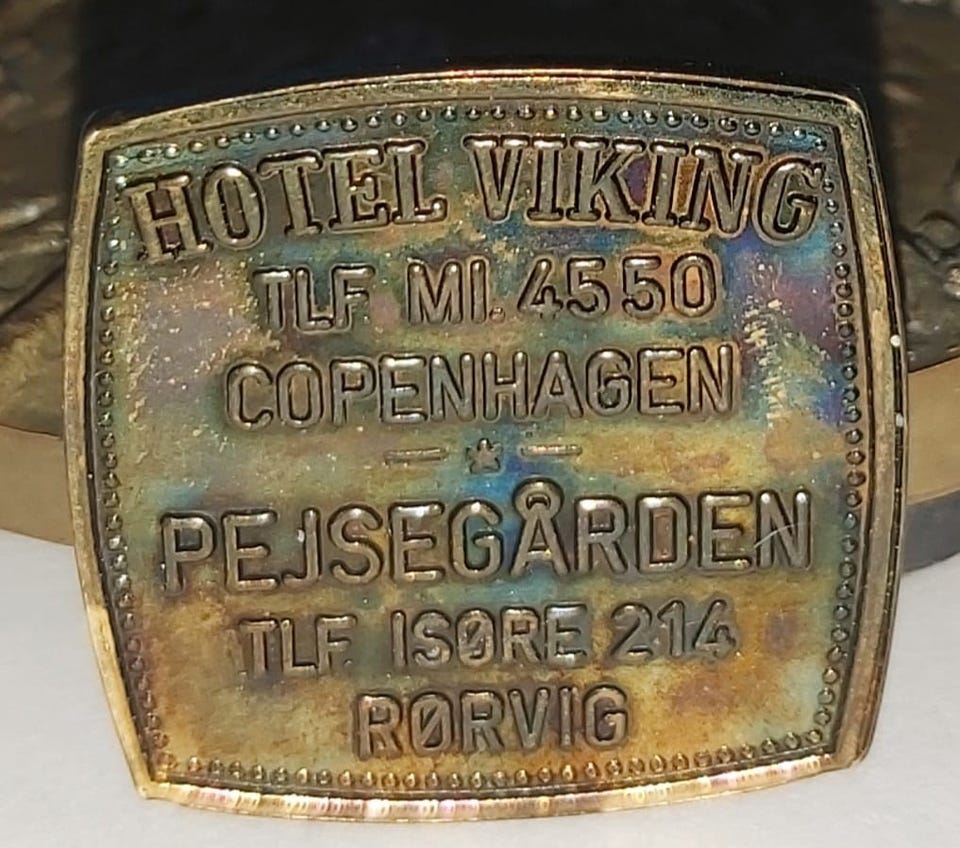 HOTEL VIKING
TLF MI. 4550
COPENHAGEN
PEJSEGÅRDEN
TLF. ISØRE 214
RØRVIG